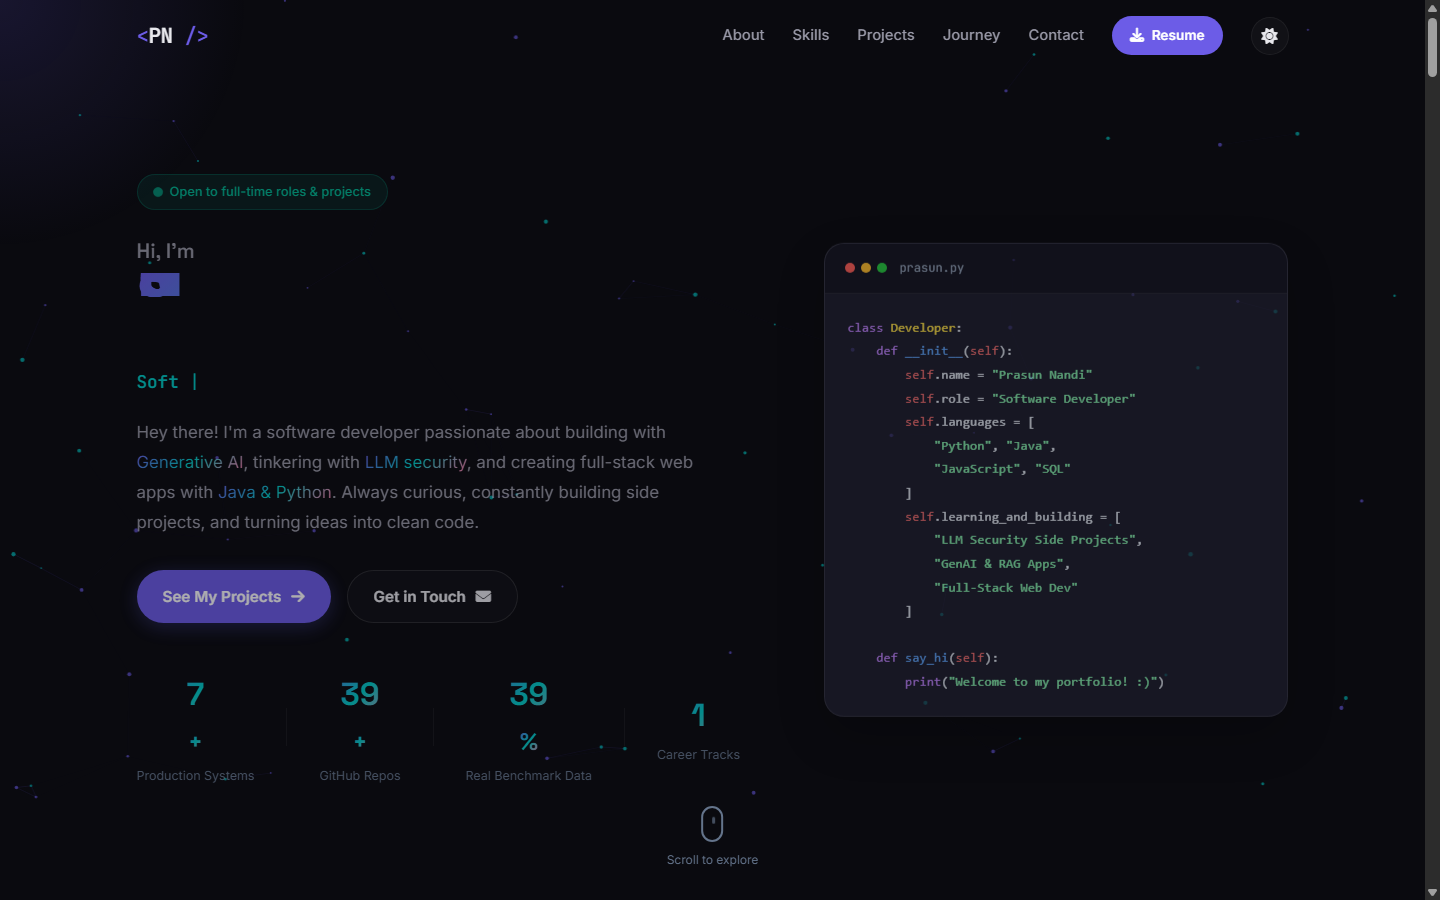 <PN />
About
Skills
Projects
Journey
Contact
Resume
Open to full-time roles & projects
Hi, I'm
Soft |
Hey there! I'm a software developer passionate about building with
Generative AI, tinkering with LLM security, and creating full-stack web
apps with Java & Python. Always curious, constantly building side
projects, and turning ideas into clean code.
See My Projects
Get in Touch
7
+
Production Systems
39
+
GitHub Repos
39
%
Real Benchmark Data
1
Career Tracks
prasun.py
class Developer:
def __init__(self):
self.name = "Prasun Nandi"
self.role = "Software Developer"
self.languages = [
"Python", "Java",
"JavaScript", "SQL"
]
self.learning_and_building = [
"LLM Security Side Projects",
"GenAI & RAG Apps",
"Full-Stack Web Dev"
]
def say_hi(self):
print("Welcome to my portfolio! :)")
Scroll to explore